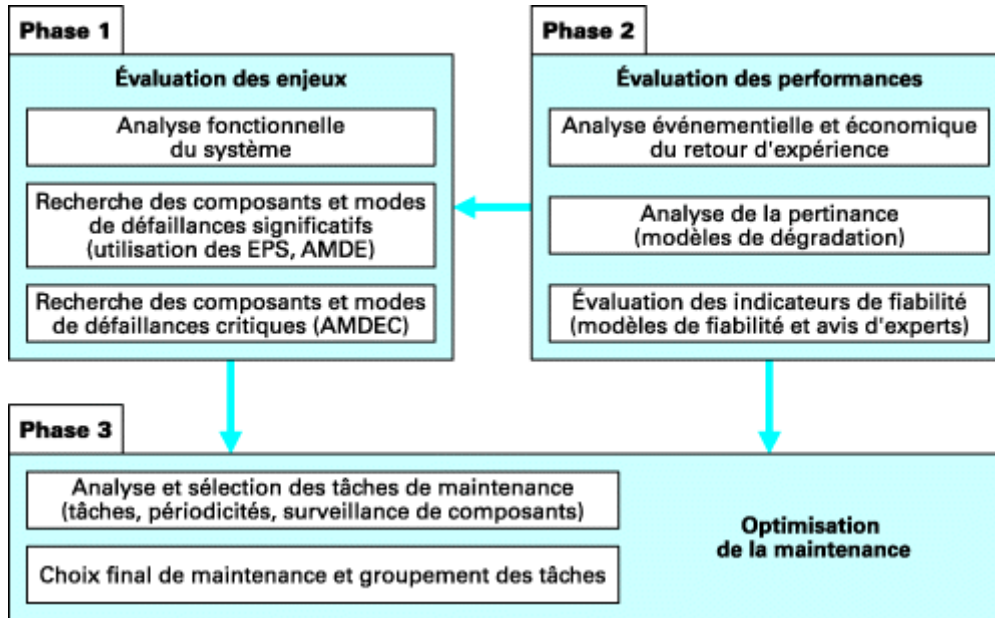 Phase 1
Évaluation des enjeux
Analyse fonctionnelle
du système
Recherche des composants et modes
de défaillances significatifs
(utilisation des EPS, AMDE)
Recherche des composants et modes
de défaillances critiques (AMDEC)
Phase 2
Évaluation des performances
Analyse événementielle et économique
du retour d'expérience
Analyse de la pertinance
(modèles de dégradation)
Évaluation des indicateurs de fiabilité
(modèles de fiabilité et avis d'experts)
Phase 3
Analyse et sélection des tâches de maintenance
(tâches, périodicités, surveillance de composants)
Choix final de maintenance et groupement des tâches
Optimisation
de la maintenance